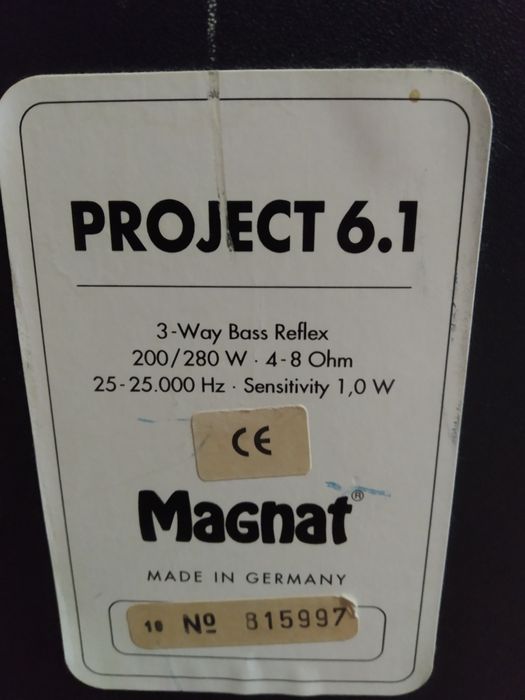 PROJECT 6.1
3-Way Bass Reflex
200/280 W · 4-8 Ohm
25-25.000 Hz · Sensitivity 1,0 W
CE
Magnat®
MADE IN GERMANY
10 Nº 815997